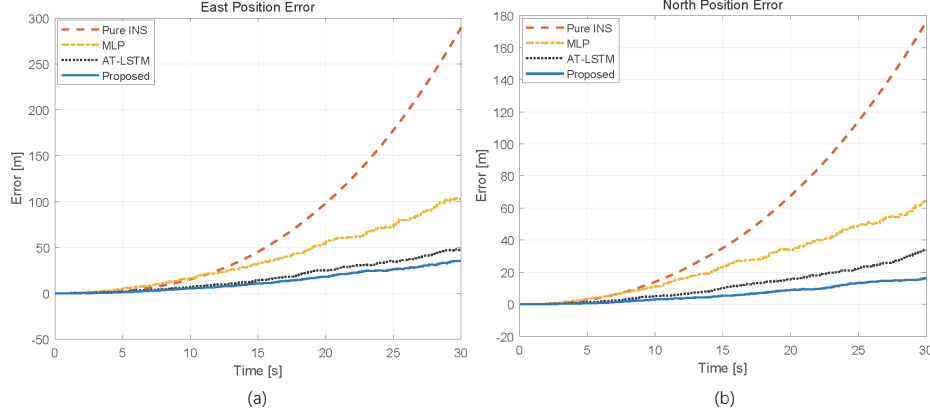 East Position Error
300
250
200
150
100
50
0
-50
Error [m]
Pure INS
MLP
AT-LSTM
Proposed
0 5 10 15 20 25 30
Time [s]
(a)
North Position Error
180
160
140
120
100
80
60
40
20
0
-20
Error [m]
Pure INS
MLP
AT-LSTM
Proposed
0 5 10 15 20 25 30
Time [s]
(b)